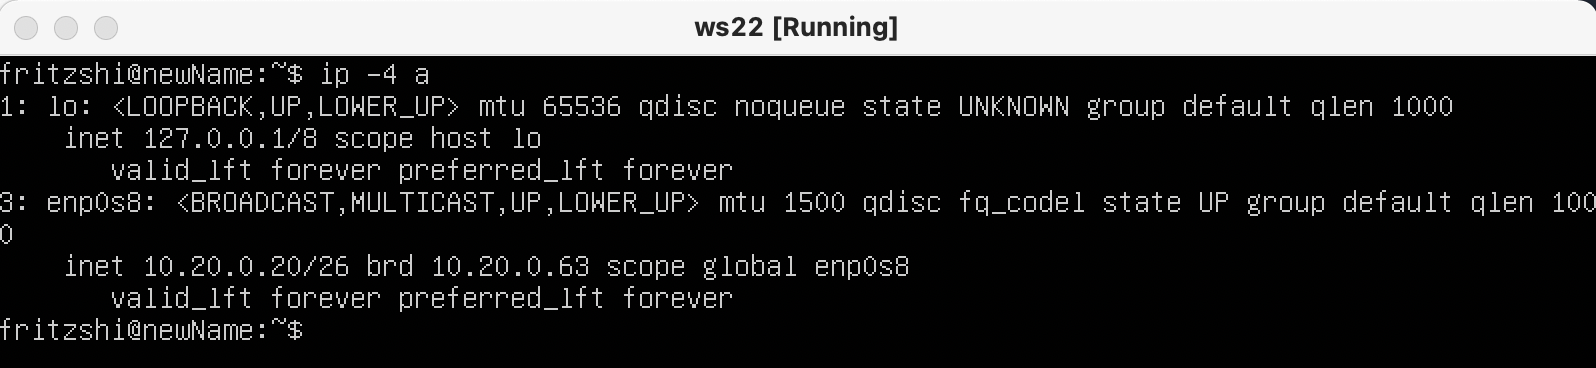 ws22 [Running]
fritzshi@newName:~$ ip -4 a
1: lo: <LOOPBACK,UP,LOWER_UP> mtu 65536 qdisc noqueue state UNKNOWN group default qlen 1000
    inet 127.0.0.1/8 scope host lo
       valid_lft forever preferred_lft forever
3: enp0s8: <BROADCAST,MULTICAST,UP,LOWER_UP> mtu 1500 qdisc fq_codel state UP group default qlen 100
0
    inet 10.20.0.20/26 brd 10.20.0.63 scope global enp0s8
       valid_lft forever preferred_lft forever
fritzshi@newName:~$